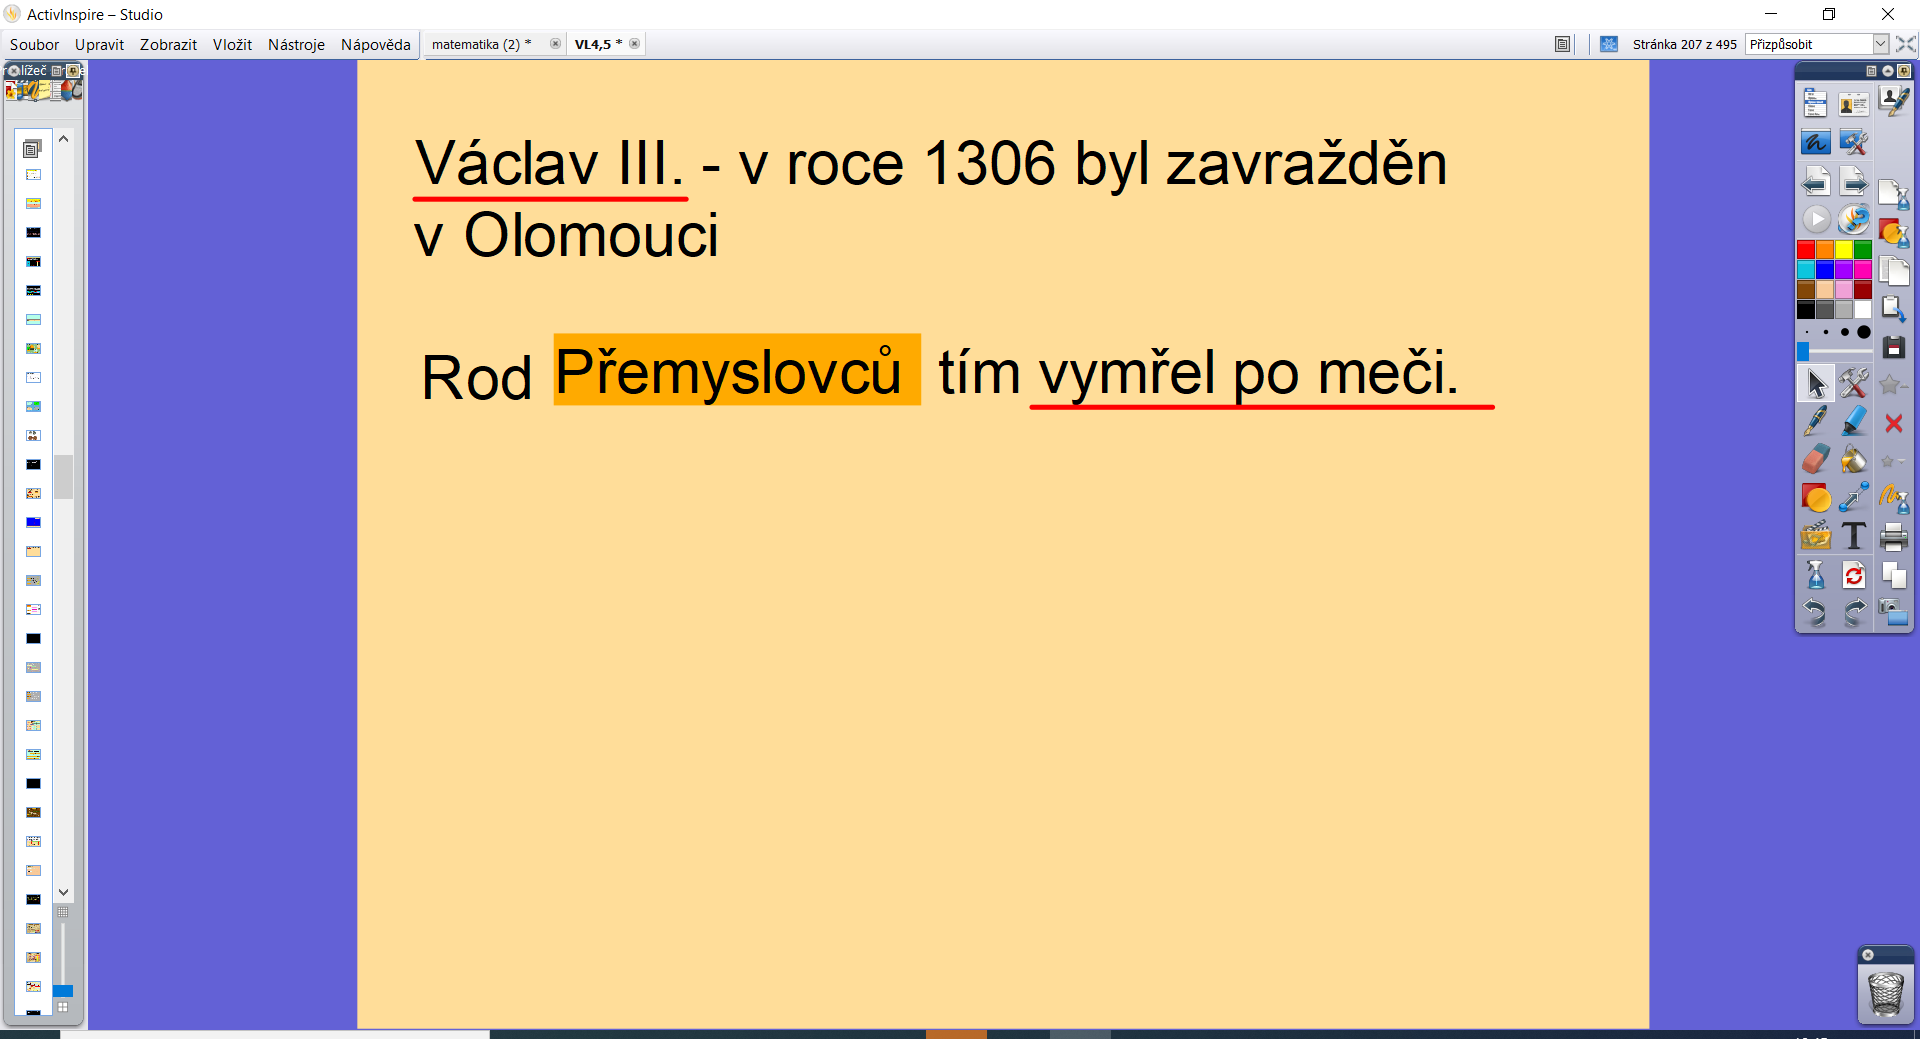 ActivInspire – Studio
Soubor Upravit Zobrazit Vložit Nástroje Nápověda
matematika (2) *
VL4,5 *
Stránka 207 z 495
Přizpůsobit
Václav III. - v roce 1306 byl zavražděn
v Olomouci
Rod Přemyslovců tím vymřel po meči.